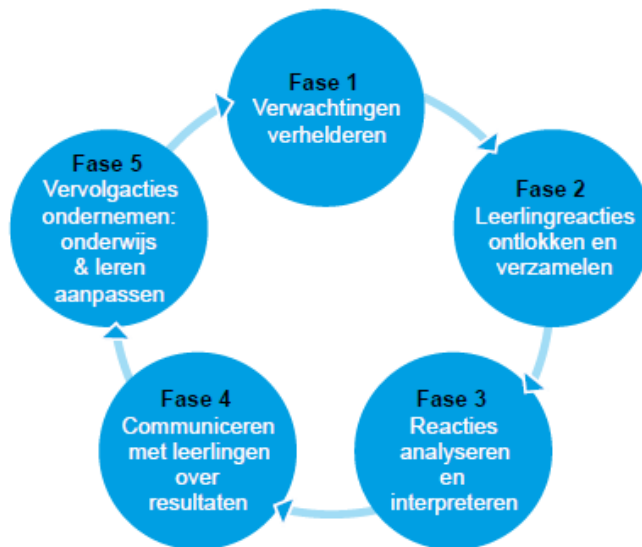 Fase 1
Verwachtingen
verhelderen
Fase 2
Leerlingreacties
ontlokken en
verzamelen
Fase 3
Reacties
analyseren
en
interpreteren
Fase 4
Communiceren
met leerlingen
over
resultaten
Fase 5
Vervolgacties
ondernemen:
onderwijs
& leren
aanpassen